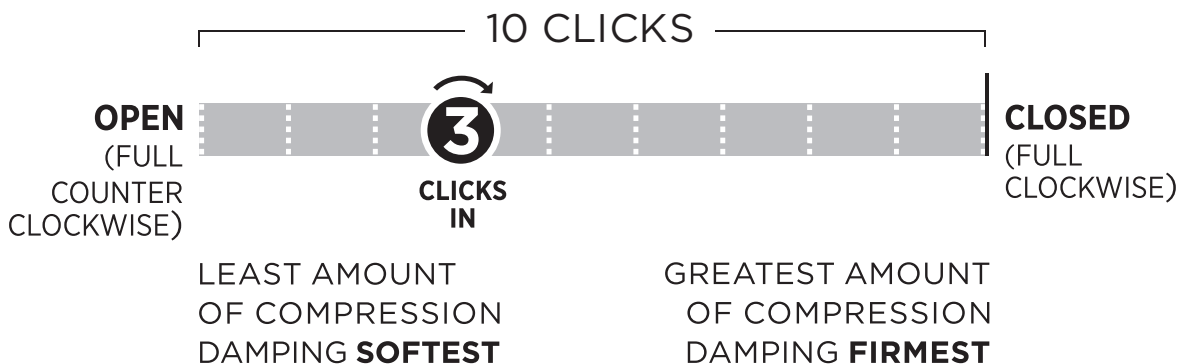 10 CLICKS
OPEN
(FULL
COUNTER
CLOCKWISE)
3
CLICKS
IN
CLOSED
(FULL
CLOCKWISE)
LEAST AMOUNT
OF COMPRESSION
DAMPING SOFTEST
GREATEST AMOUNT
OF COMPRESSION
DAMPING FIRMEST